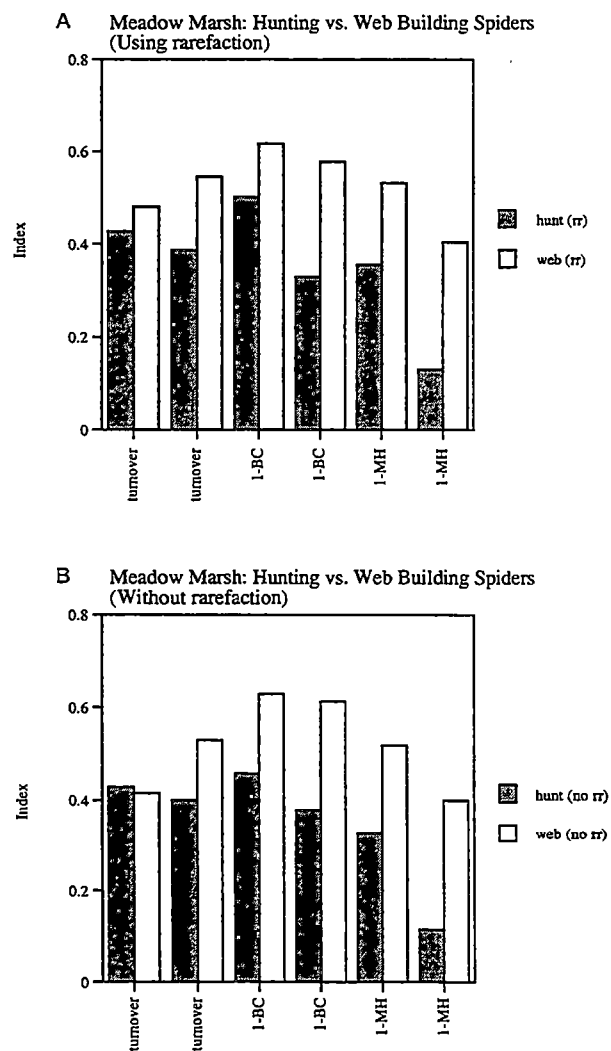 A Meadow Marsh: Hunting vs. Web Building Spiders
(Using rarefaction)
0.8
0.6
0.4
0.2
0
Index
turnover
turnover
1-BC
1-BC
1-MH
1-MH
hunt (rr)
web (rr)
B Meadow Marsh: Hunting vs. Web Building Spiders
(Without rarefaction)
0.8
0.6
0.4
0.2
0
Index
turnover
turnover
1-BC
1-BC
1-MH
1-MH
hunt (no rr)
web (no rr)